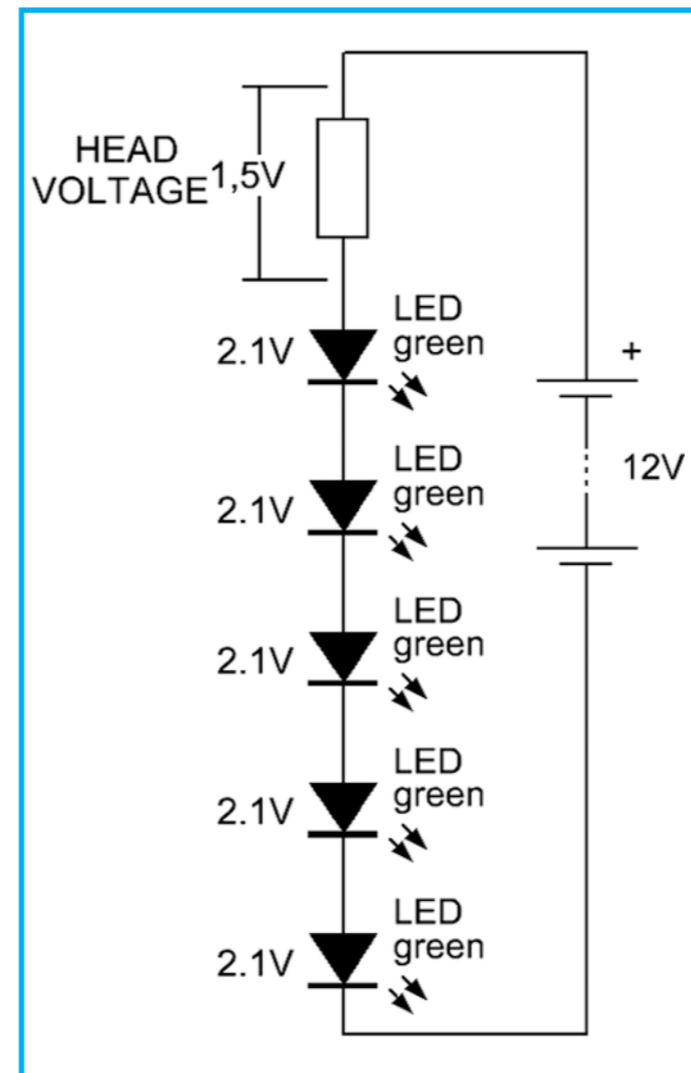 HEAD
VOLTAGE
1,5V
LED
green
2.1V
+
LED
green
2.1V
12V
LED
green
2.1V
LED
green
2.1V
LED
green
2.1V